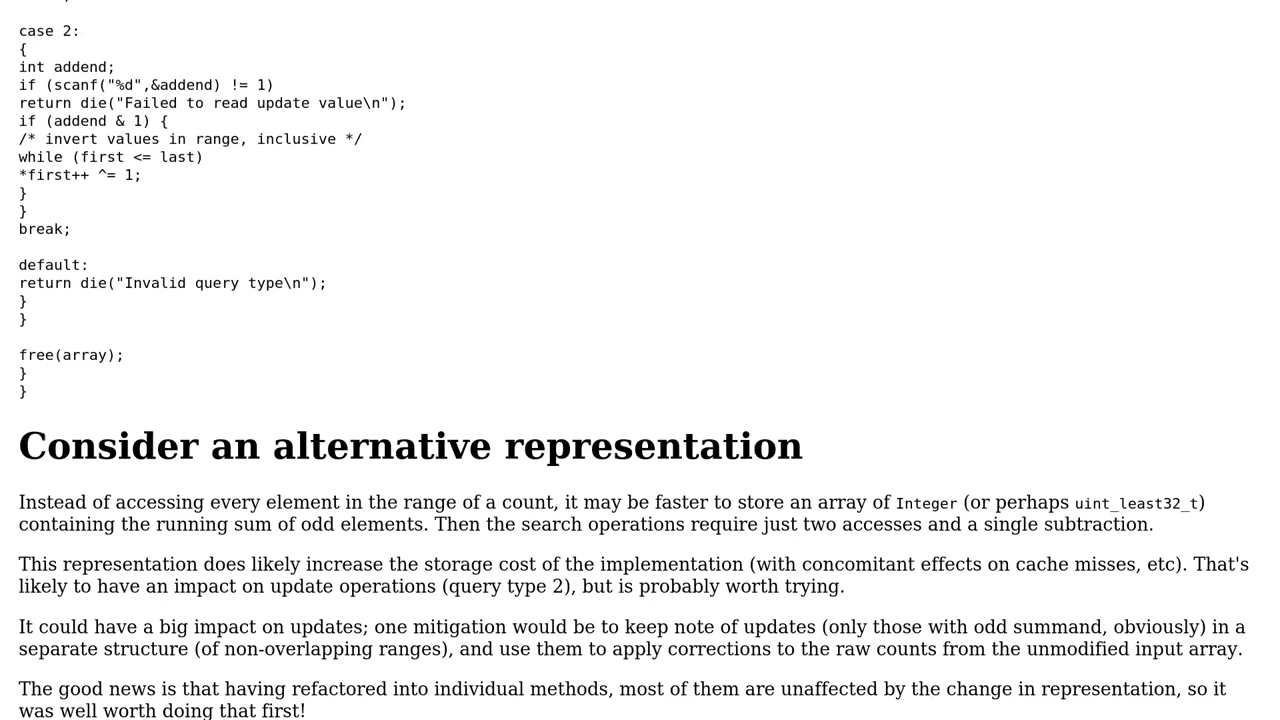 case 2:
{
int addend;
if (scanf("%d",&addend) != 1)
return die("Failed to read update value\n");
if (addend & 1) {
/* invert values in range, inclusive */
while (first <= last)
*first++ ^= 1;
}
}
break;

default:
return die("Invalid query type\n");
}
}

free(array);
}
}
Consider an alternative representation
Instead of accessing every element in the range of a count, it may be faster to store an array of Integer (or perhaps uint_least32_t)
containing the running sum of odd elements. Then the search operations require just two accesses and a single subtraction.
This representation does likely increase the storage cost of the implementation (with concomitant effects on cache misses, etc). That's
likely to have an impact on update operations (query type 2), but is probably worth trying.
It could have a big impact on updates; one mitigation would be to keep note of updates (only those with odd summand, obviously) in a
separate structure (of non-overlapping ranges), and use them to apply corrections to the raw counts from the unmodified input array.
The good news is that having refactored into individual methods, most of them are unaffected by the change in representation, so it
was well worth doing that first!